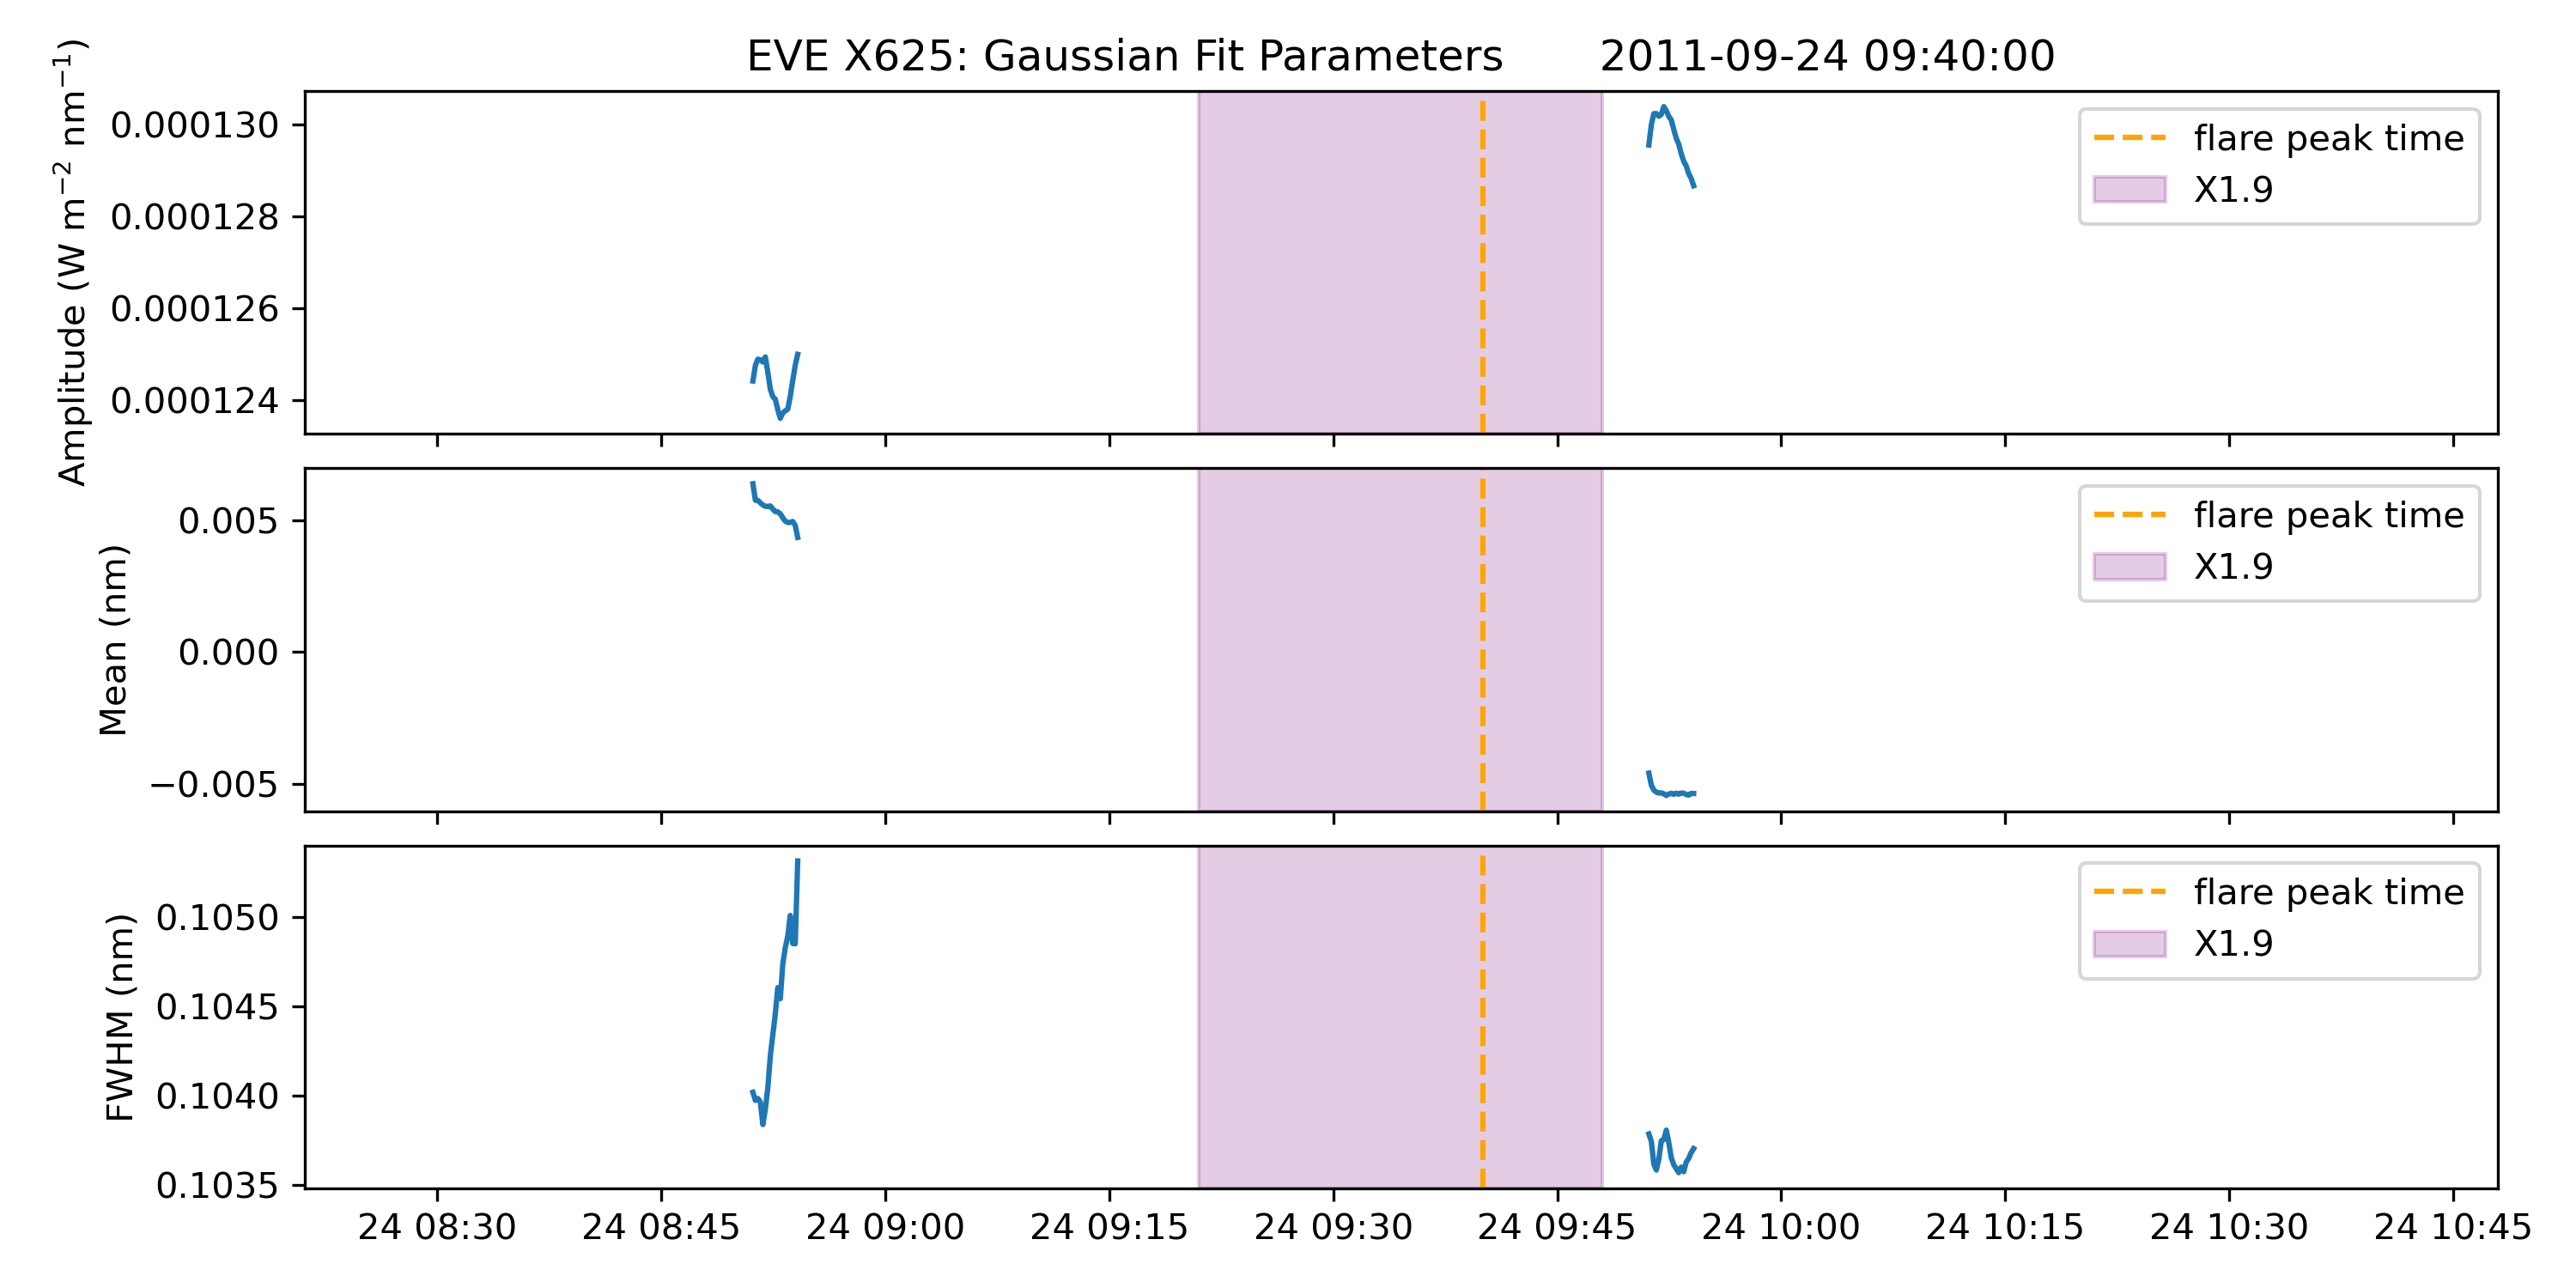 EVE X625: Gaussian Fit Parameters 2011-09-24 09:40:00
Amplitude (W m⁻² nm⁻¹)
0.000130
0.000128
0.000126
0.000124
flare peak time
X1.9
Mean (nm)
0.005
0.000
−0.005
flare peak time
X1.9
FWHM (nm)
0.1050
0.1045
0.1040
0.1035
flare peak time
X1.9
24 08:30 24 08:45 24 09:00 24 09:15 24 09:30 24 09:45 24 10:00 24 10:15 24 10:30 24 10:45